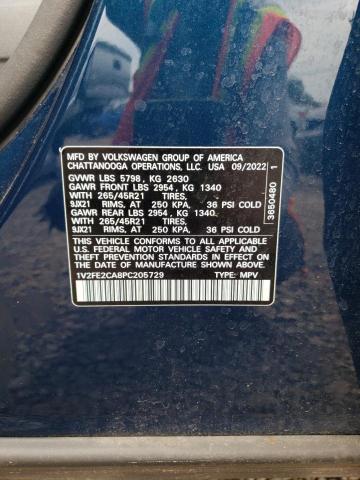 MFD. BY VOLKSWAGEN GROUP OF AMERICA
CHATTANOOGA OPERATIONS, LLC. USA 09/2022
GVWR LBS 5798, KG 2630
GAWR FRONT LBS 2954, KG 1340
WITH 265/45R21 TIRES,
9JX21 RIMS, AT 250 KPA, 36 PSI COLD
GAWR REAR LBS 2954, KG 1340.
WITH 265/45R21 TIRES,
9JX21 RIMS, AT 250 KPA, 36 PSI COLD
THIS VEHICLE CONFORMS TO ALL APPLICABLE
U.S. FEDERAL MOTOR VEHICLE
SAFETY STANDARDS IN EFFECT ON THE DATE OF
MANUFACTURE SHOWN ABOVE.
1V2FE2CA8PC205729 TYPE: MPV
3650480 1